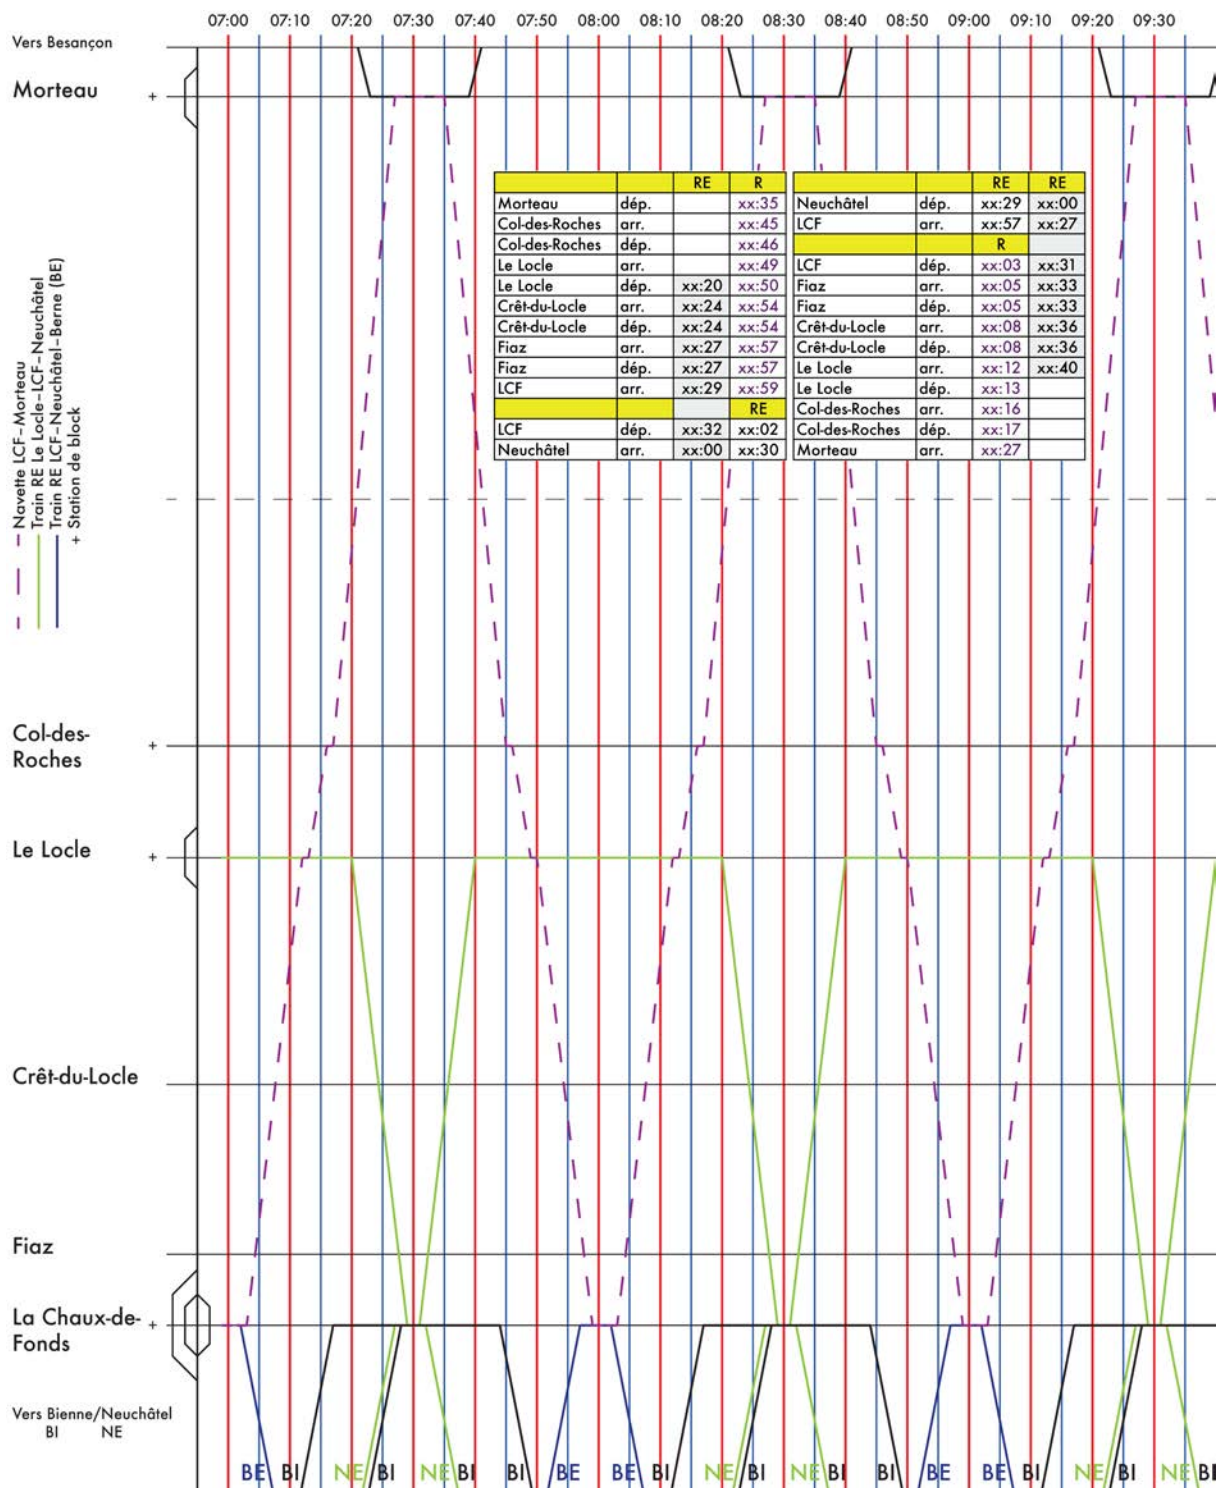 07:00 07:10 07:20 07:30 07:40 07:50 08:00 08:10 08:20 08:30 08:40 08:50 09:00 09:10 09:20 09:30
Vers Besançon
Morteau +
RE R
Morteau dép. xx:35
Col-des-Roches arr. xx:45
Col-des-Roches dép. xx:46
Le Locle arr. xx:49
Le Locle dép. xx:20 xx:50
Crêt-du-Locle arr. xx:24 xx:54
Crêt-du-Locle dép. xx:24 xx:54
Fiaz arr. xx:27 xx:57
Fiaz dép. xx:27 xx:57
LCF arr. xx:29 xx:59
RE
LCF dép. xx:32 xx:02
Neuchâtel arr. xx:00 xx:30
RE RE
Neuchâtel dép. xx:29 xx:00
LCF arr. xx:57 xx:27
R
LCF dép. xx:03 xx:31
Fiaz arr. xx:05 xx:33
Fiaz dép. xx:05 xx:33
Crêt-du-Locle arr. xx:08 xx:36
Crêt-du-Locle dép. xx:08 xx:36
Le Locle arr. xx:12 xx:40
Le Locle dép. xx:13
Col-des-Roches arr. xx:16
Col-des-Roches dép. xx:17
Morteau arr. xx:27
Navette LCF–Morteau
Train RE Le Locle–LCF–Neuchâtel
Train RE LCF–Neuchâtel–Berne (BE)
+ Station de block
Col-des-
Roches +
Le Locle +
Crêt-du-Locle
Fiaz
La Chaux-de-
Fonds +
Vers Bienne/Neuchâtel
BI NE
BE BI NE BI NE BI BI BE BE BI NE BI NE BI BI BE BE BI NE BI NE BI